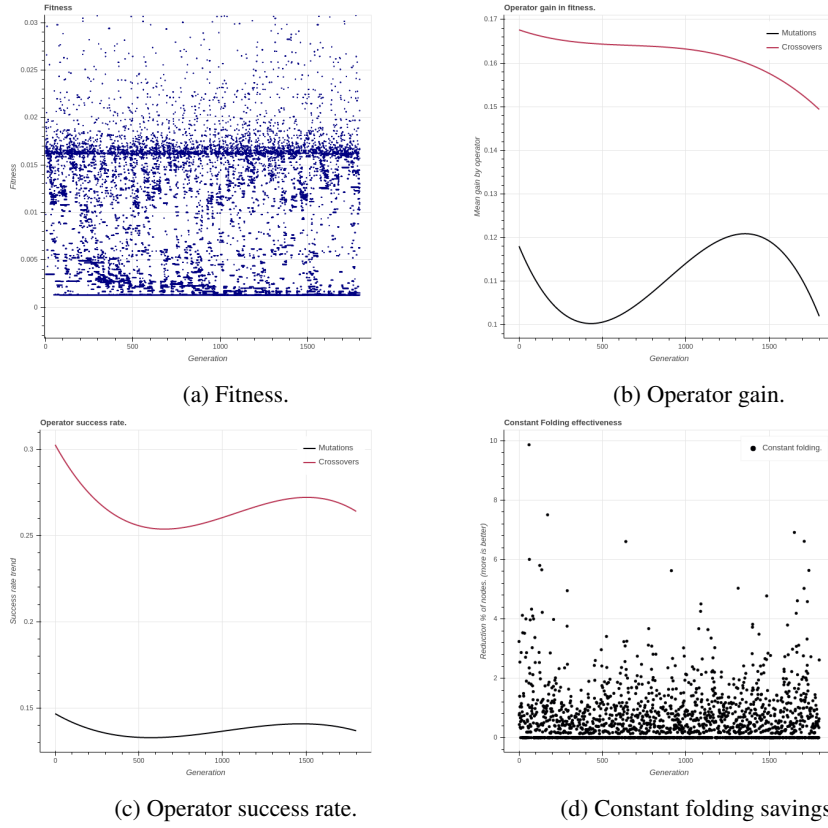 Fitness
0.03
0.025
0.02
0.015
0.01
0.005
0
Fitness
0
500
1000
1500
Generation
(a) Fitness.
Operator gain in fitness.
0.17
0.16
0.15
0.14
0.13
0.12
0.11
0.1
Mean gain by operator
Mutations
Crossovers
0
500
1000
1500
Generation
(b) Operator gain.
Operator success rate.
0.3
0.25
0.2
0.15
Success rate trend
Mutations
Crossovers
0
500
1000
1500
Generation
(c) Operator success rate.
Constant Folding effectiveness
10
8
6
4
2
0
Reduction % of nodes. (more is better)
Constant folding.
0
500
1000
1500
Generation
(d) Constant folding savings